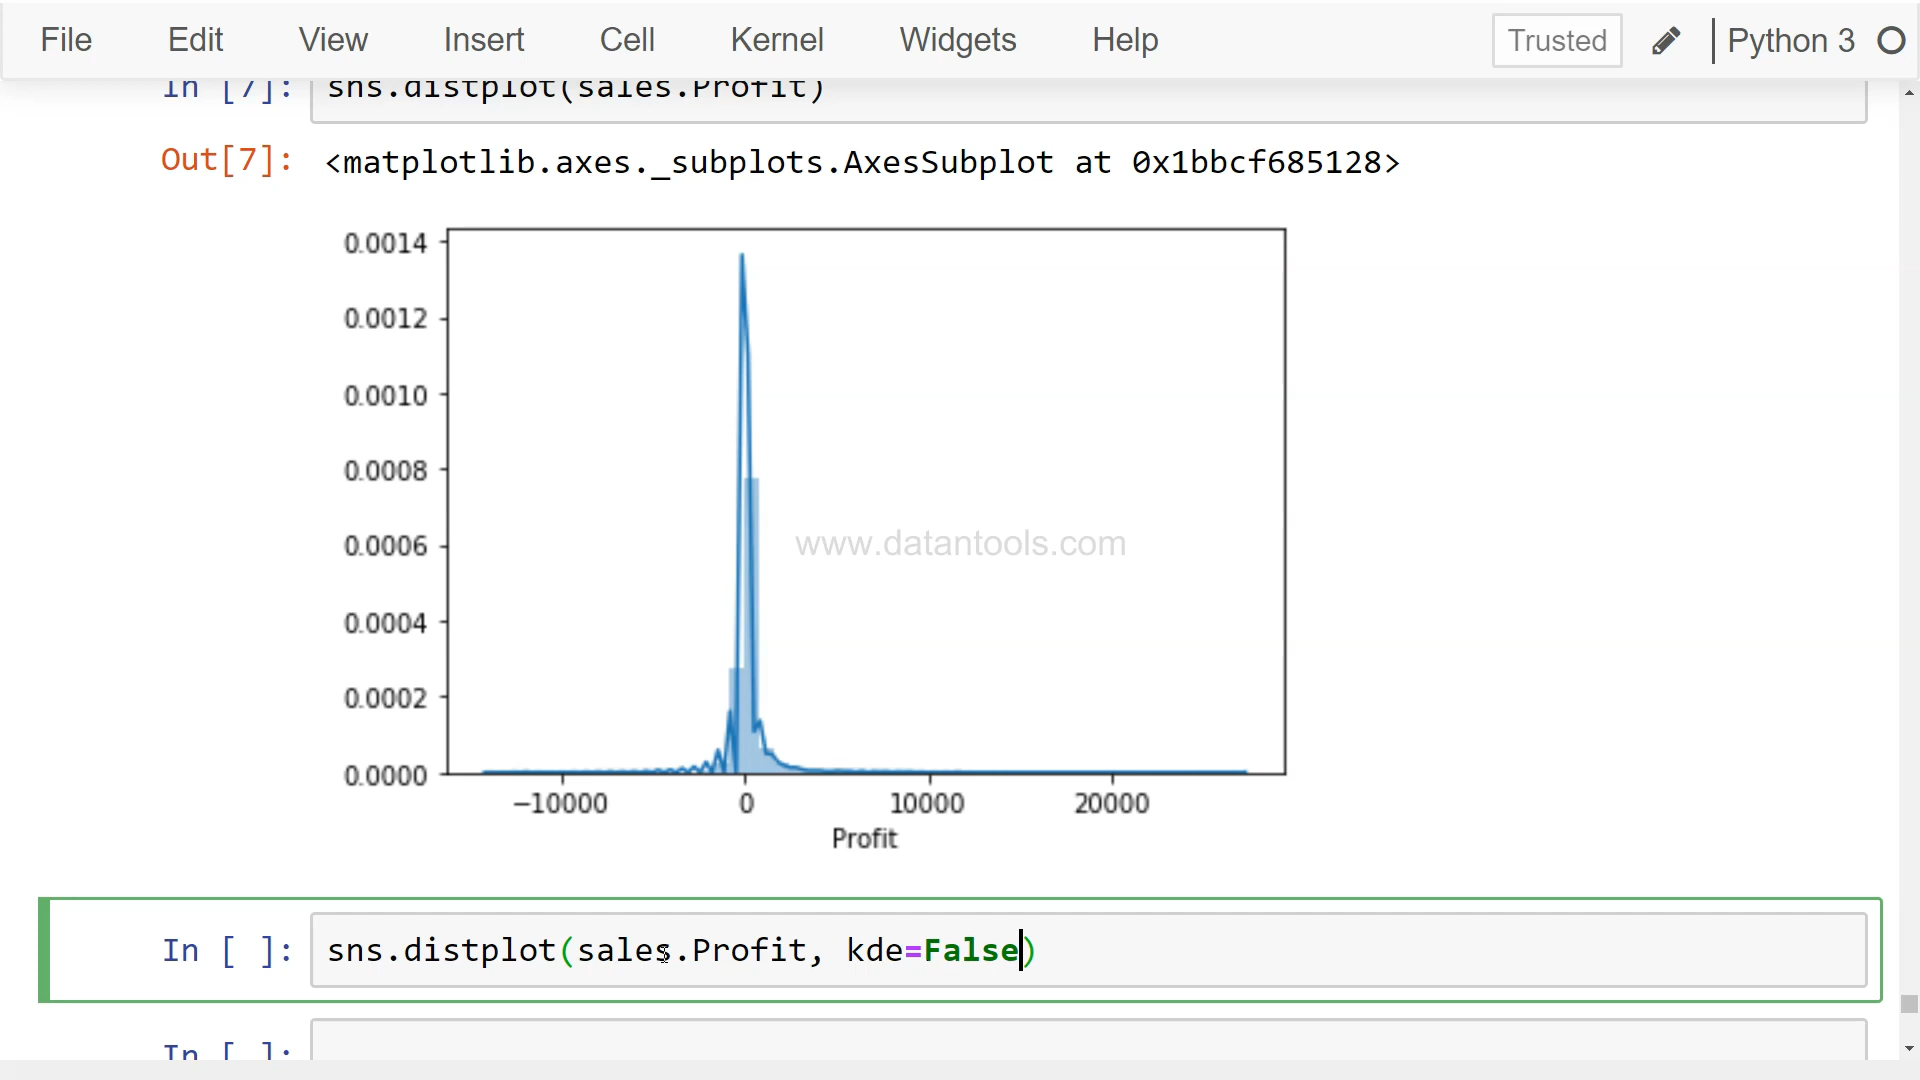 File Edit View Insert Cell Kernel Widgets Help Trusted Python 3
In [7]: sns.distplot(sales.Profit)
Out[7]: <matplotlib.axes._subplots.AxesSubplot at 0x1bbcf685128>
0.0014
0.0012
0.0010
0.0008
0.0006
0.0004
0.0002
0.0000
www.datantools.com
−10000 0 10000 20000
Profit
In [ ]: sns.distplot(sales.Profit, kde=False)
In [ ]: